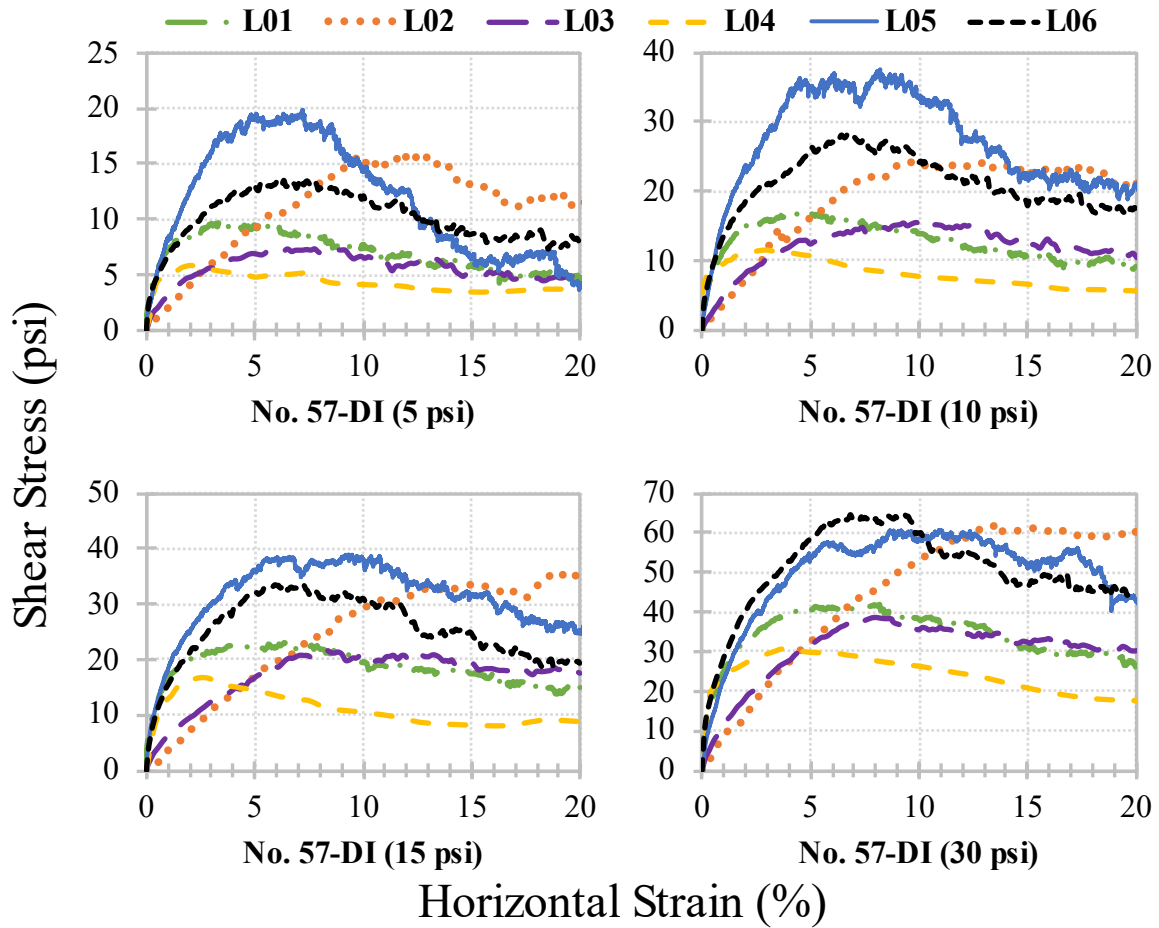 L01 L02 L03 L04 L05 L06
25
20
15
10
5
0
0 5 10 15 20
No. 57-DI (5 psi)
40
30
20
10
0
0 5 10 15 20
No. 57-DI (10 psi)
Shear Stress (psi)
50
40
30
20
10
0
0 5 10 15 20
No. 57-DI (15 psi)
70
60
50
40
30
20
10
0
0 5 10 15 20
No. 57-DI (30 psi)
Horizontal Strain (%)